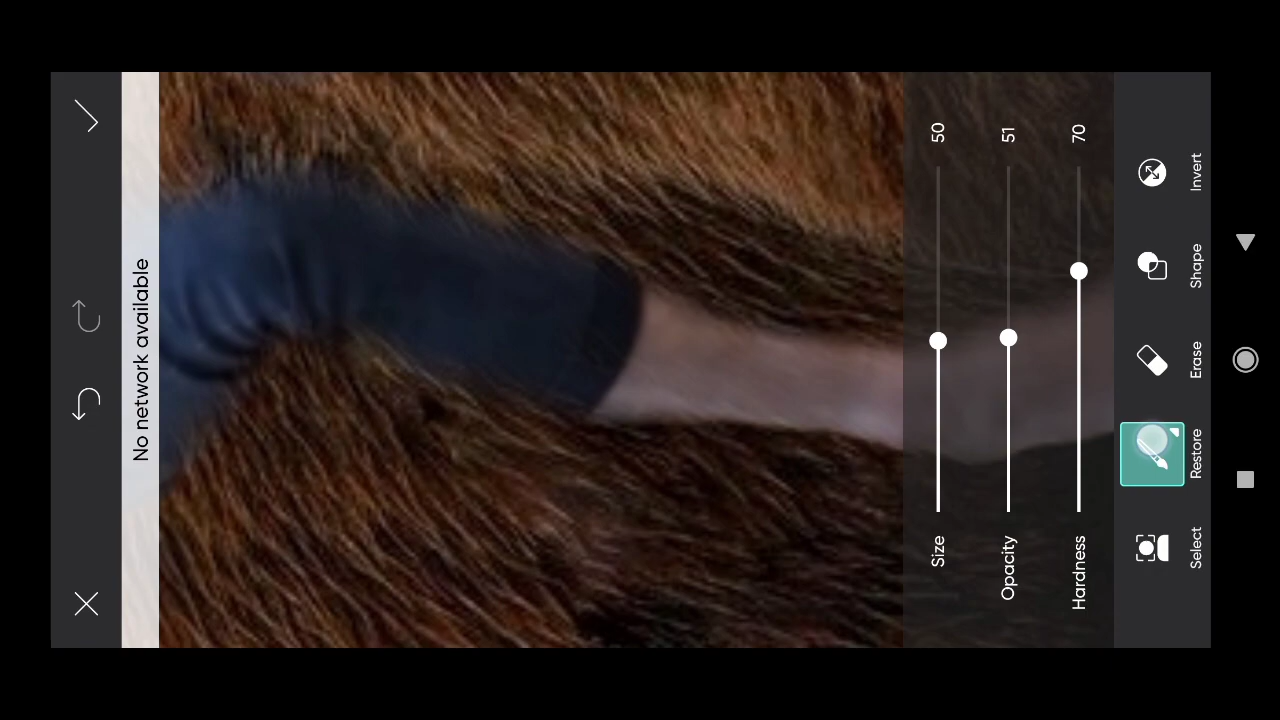 No network available
Size 50
Opacity 51
Hardness 70
Select
Restore
Erase
Shape
Invert